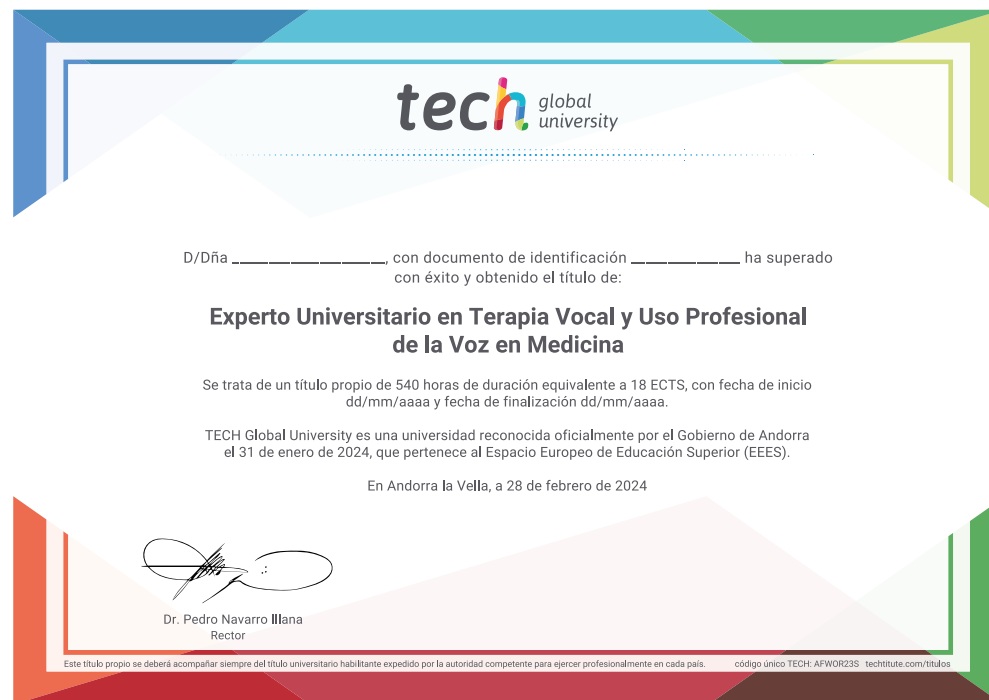 tech global
university
D/Dña ____________________, con documento de identificación ______________ ha superado
con éxito y obtenido el título de:
Experto Universitario en Terapia Vocal y Uso Profesional
de la Voz en Medicina
Se trata de un título propio de 540 horas de duración equivalente a 18 ECTS, con fecha de inicio
dd/mm/aaaa y fecha de finalización dd/mm/aaaa.
TECH Global University es una universidad reconocida oficialmente por el Gobierno de Andorra
el 31 de enero de 2024, que pertenece al Espacio Europeo de Educación Superior (EEES).
En Andorra la Vella, a 28 de febrero de 2024
Dr. Pedro Navarro Illana
Rector
Este título propio se deberá acompañar siempre del título universitario habilitante expedido por la autoridad competente para ejercer profesionalmente en cada país. código único TECH: AFWOR23S techtitute.com/titulos